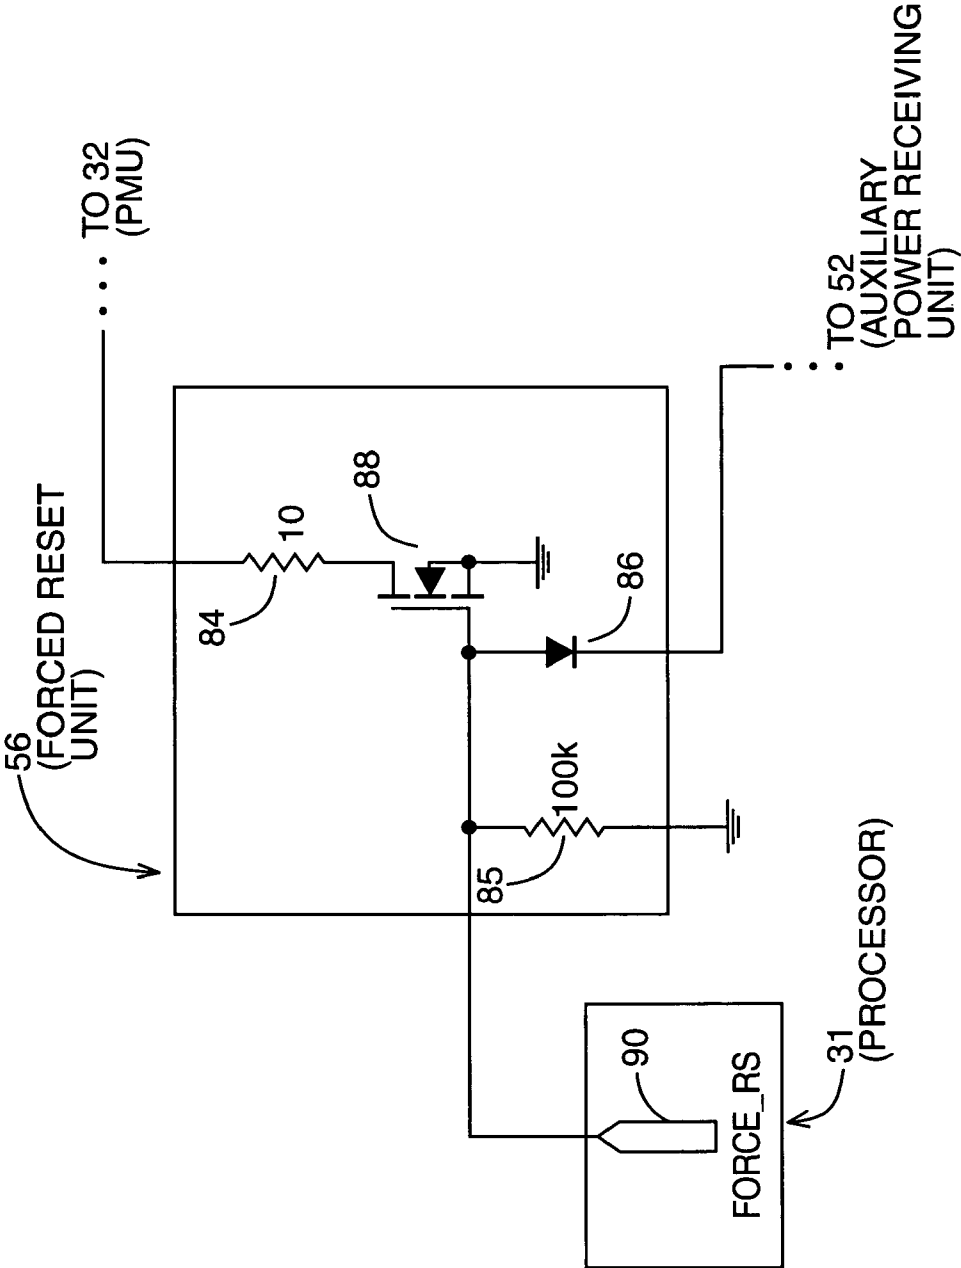 56
(FORCED RESET
UNIT)
TO 32
(PMU)
84
10
88
86
85
100k
TO 52
(AUXILIARY
POWER RECEIVING
UNIT)
90
FORCE_RS
31
(PROCESSOR)